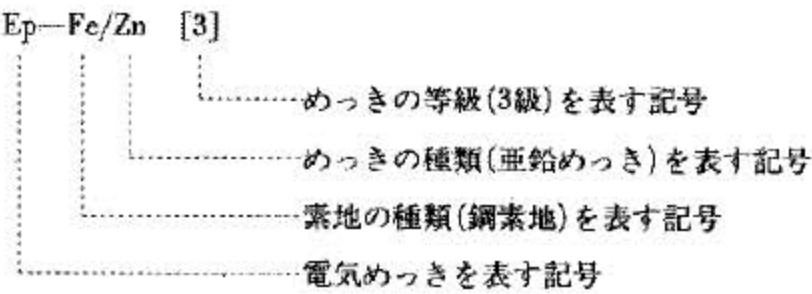 Ep—Fe/Zn [3]
めっきの等級(3級)を表す記号
めっきの種類(亜鉛めっき)を表す記号
素地の種類(鋼素地)を表す記号
電気めっきを表す記号